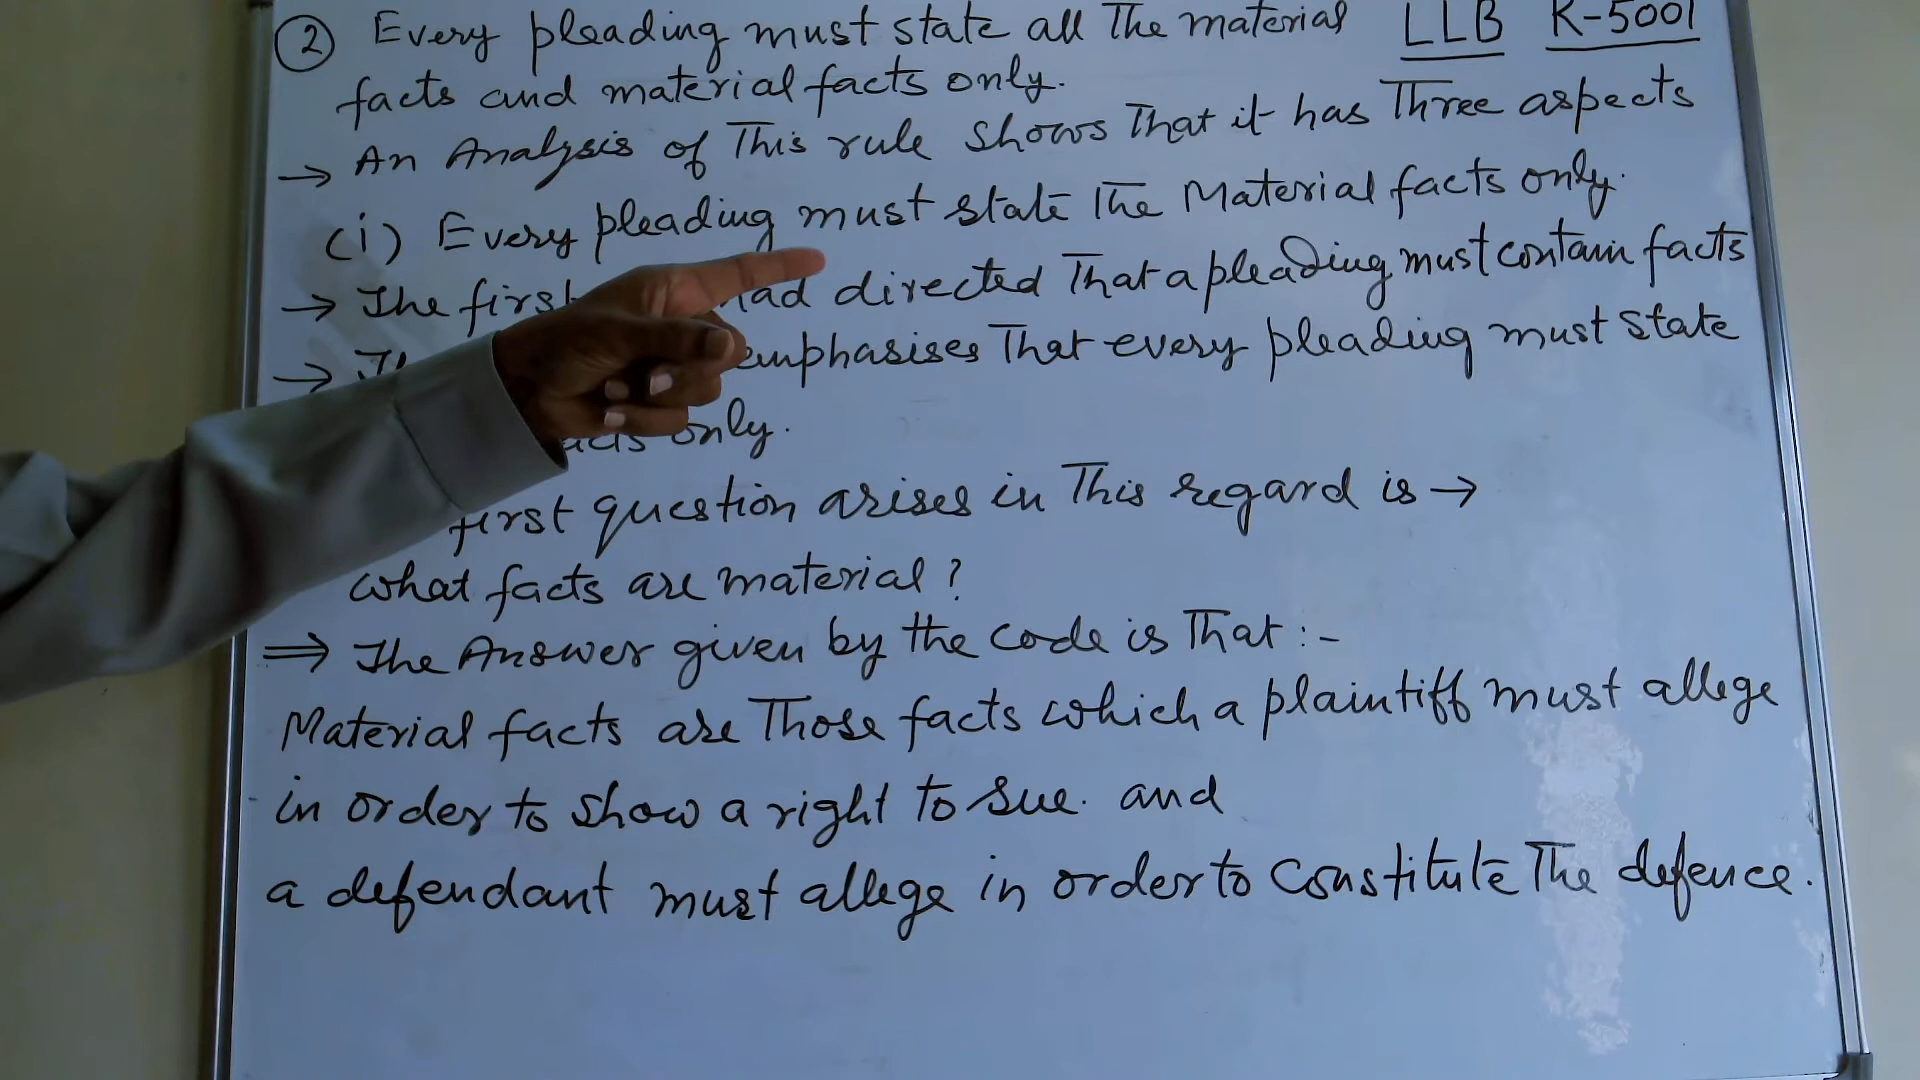 ② Every pleading must state all the material LLB K-5001
facts and material facts only.
→ An Analysis of This rule shows That it has Three aspects
(i) Every pleading must state the Material facts only.
→ The first had directed That a pleading must contain facts
→ emphasises That every pleading must state
only.
first question arises in This regard is →
what facts are material?
⇒ The Answer given by the code is That :-
Material facts are Those facts which a plaintiff must allege
in order to show a right to sue. and
a defendant must allege in order to constitute The defence.